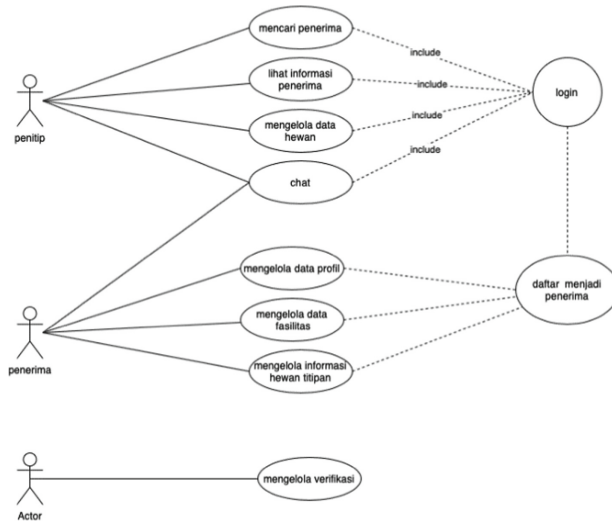 mencari penerima
include
lihat informasi
penerima
include
login
penitip
mengelola data
hewan
include
include
chat
mengelola data profil
daftar menjadi
penerima
mengelola data
fasilitas
penerima
mengelola informasi
hewan titipan
mengelola verifikasi
Actor